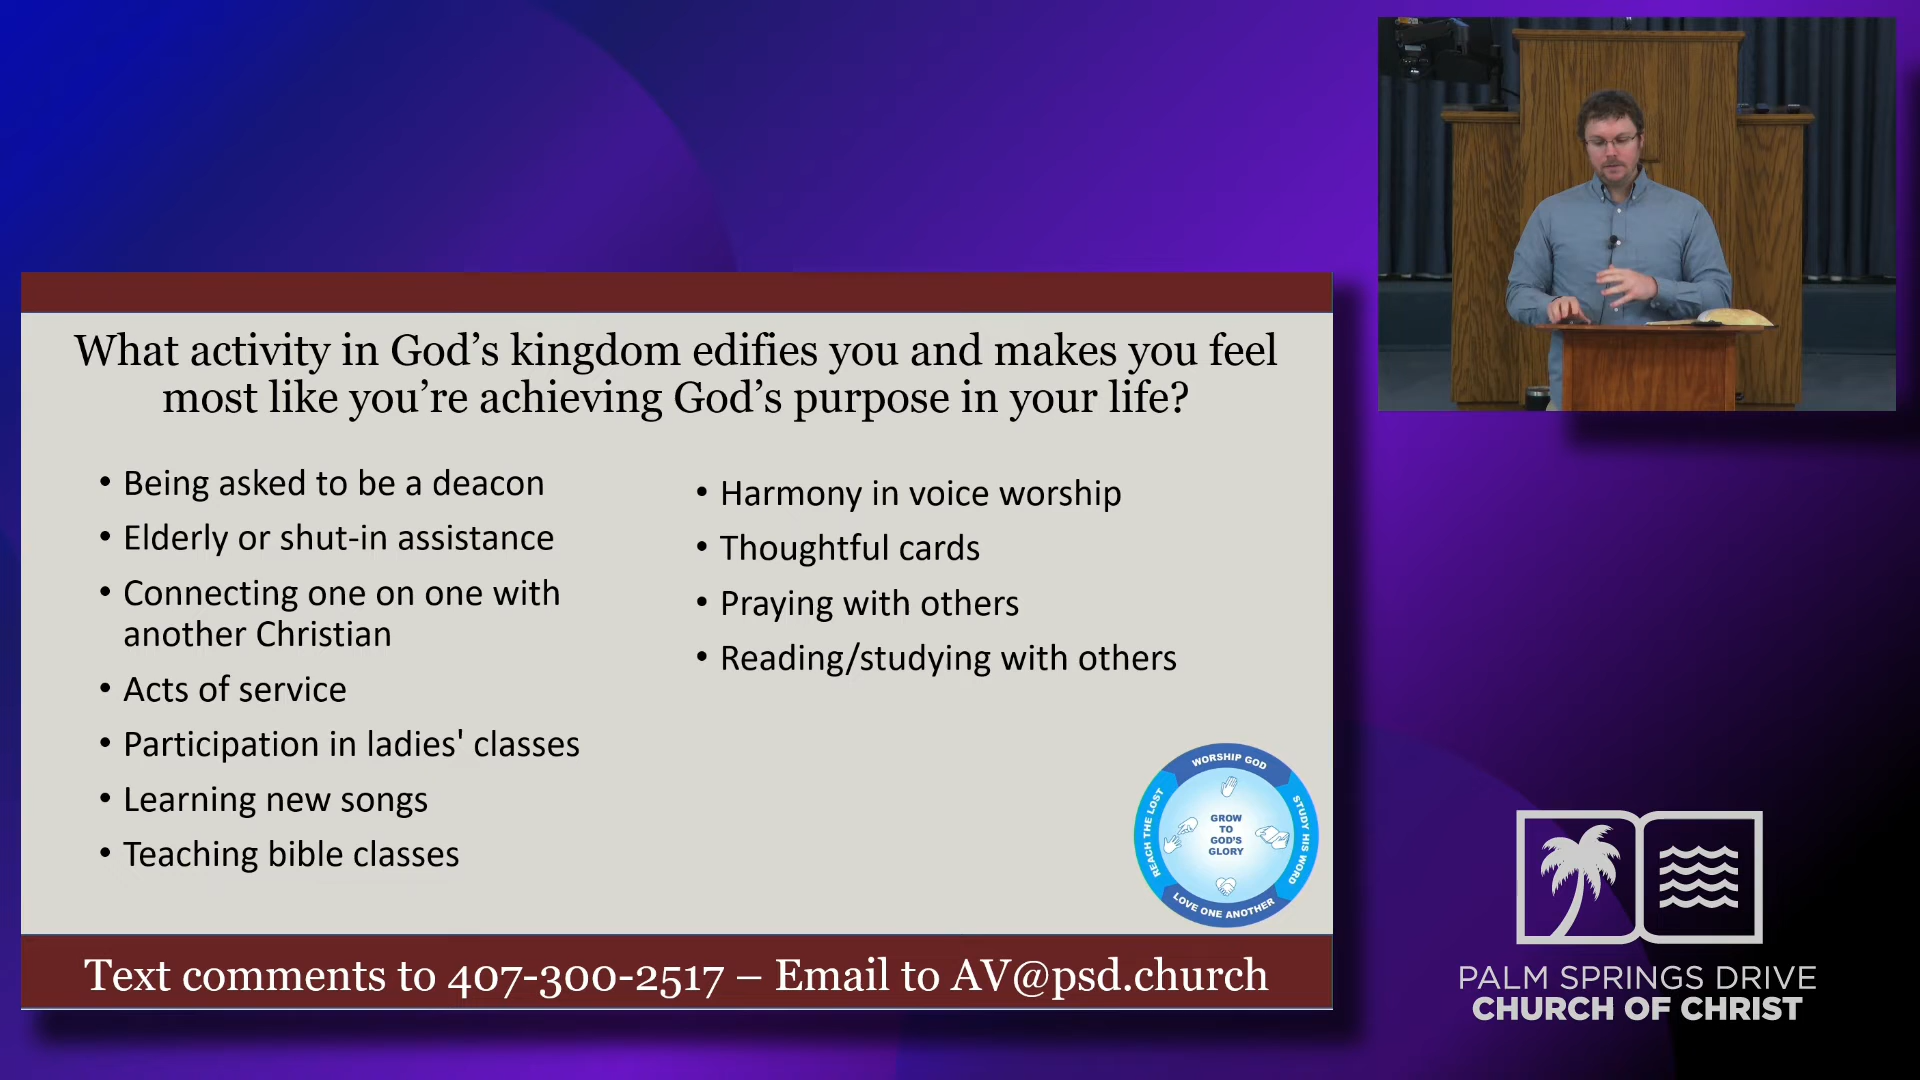 What activity in God's kingdom edifies you and makes you feel
most like you're achieving God's purpose in your life?
• Being asked to be a deacon
• Elderly or shut-in assistance
• Connecting one on one with
another Christian
• Acts of service
• Participation in ladies' classes
• Learning new songs
• Teaching bible classes
• Harmony in voice worship
• Thoughtful cards
• Praying with others
• Reading/studying with others
WORSHIP GOD
STUDY HIS WORD
LOVE ONE ANOTHER
REACH THE LOST
GROW
TO
GOD'S
GLORY
Text comments to 407-300-2517 – Email to AV@psd.church
PALM SPRINGS DRIVE
CHURCH OF CHRIST